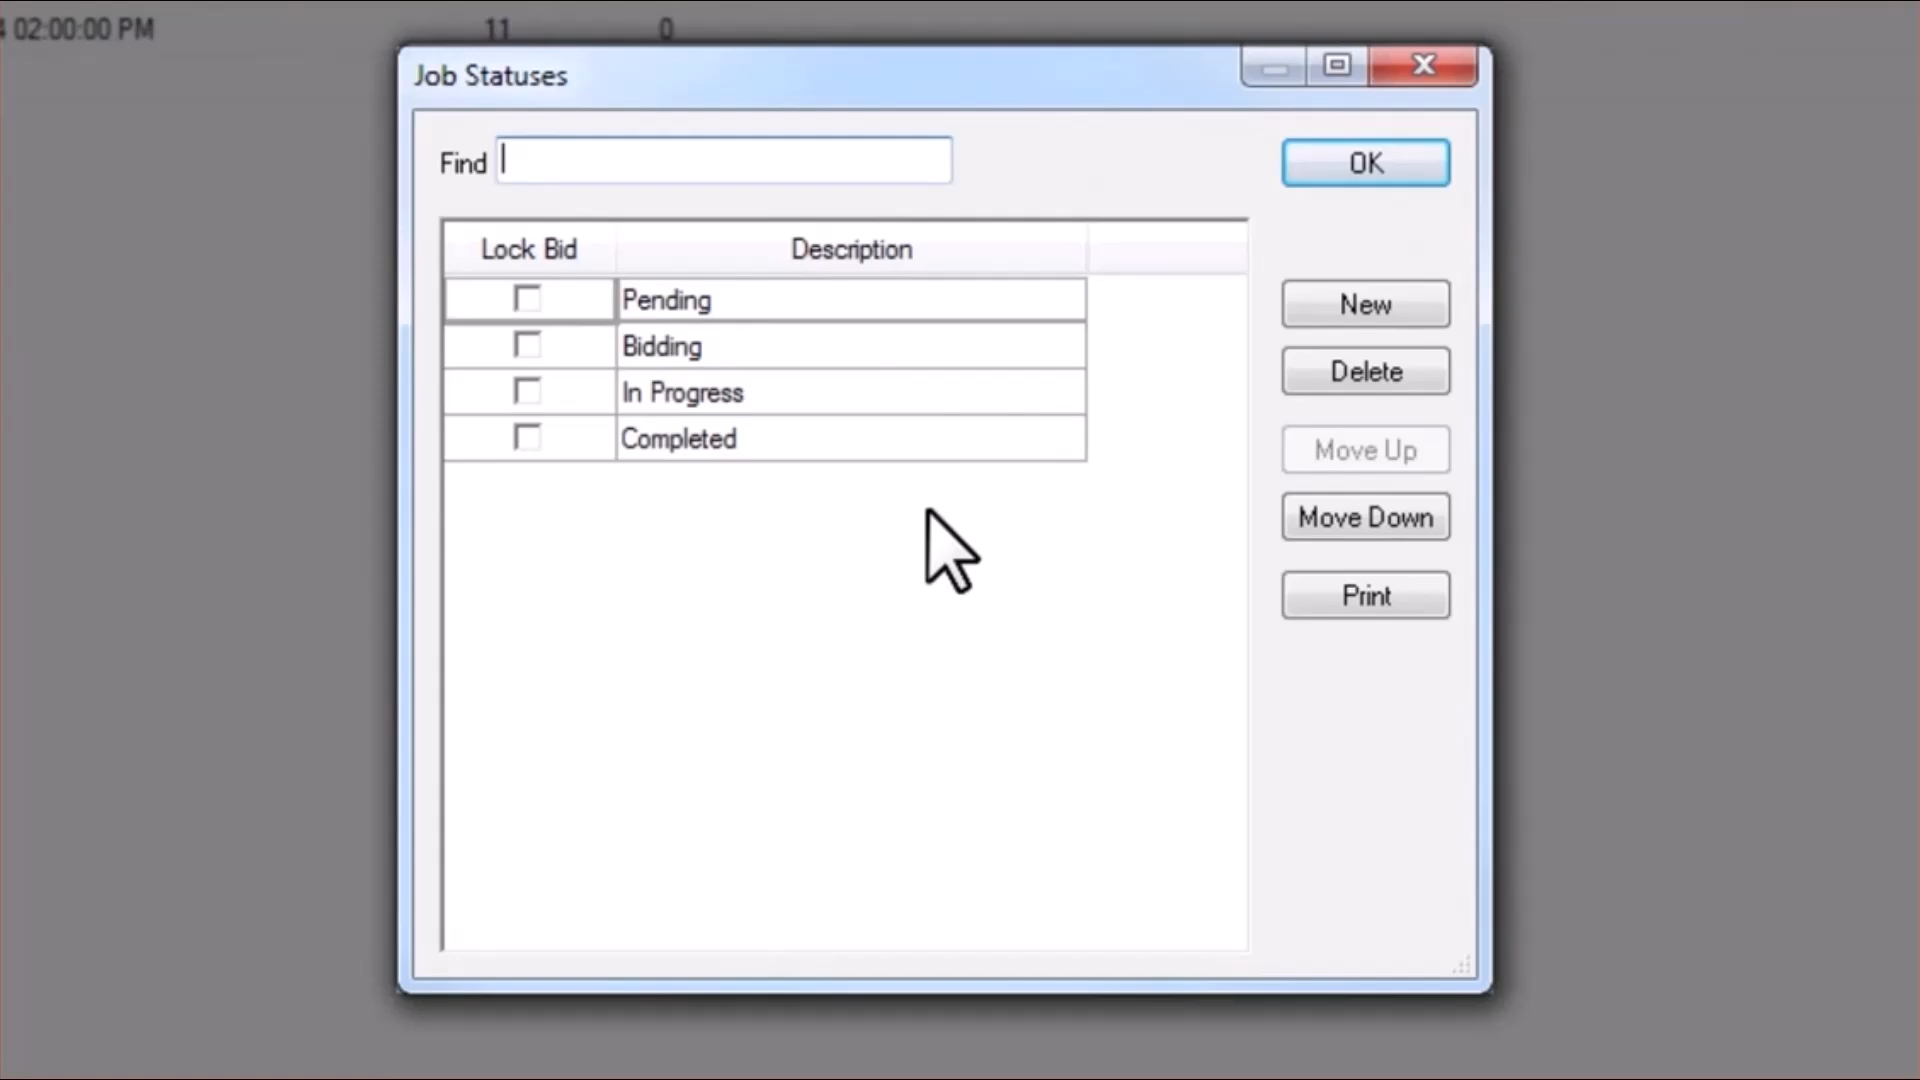 02:00:00 PM 11 0
Job Statuses
Find
OK
Lock Bid Description
Pending
Bidding
In Progress
Completed
New
Delete
Move Up
Move Down
Print